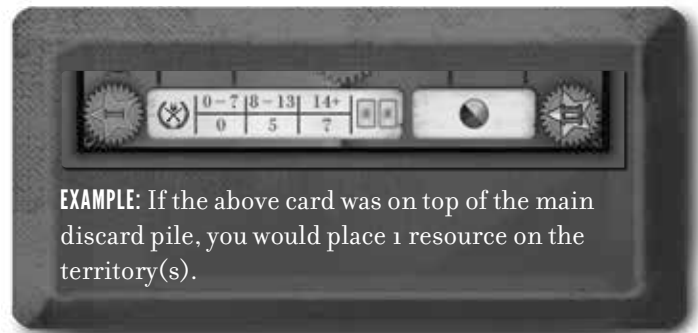 0-7 8-13 14+
0 5 7
EXAMPLE: If the above card was on top of the main
discard pile, you would place 1 resource on the
territory(s).